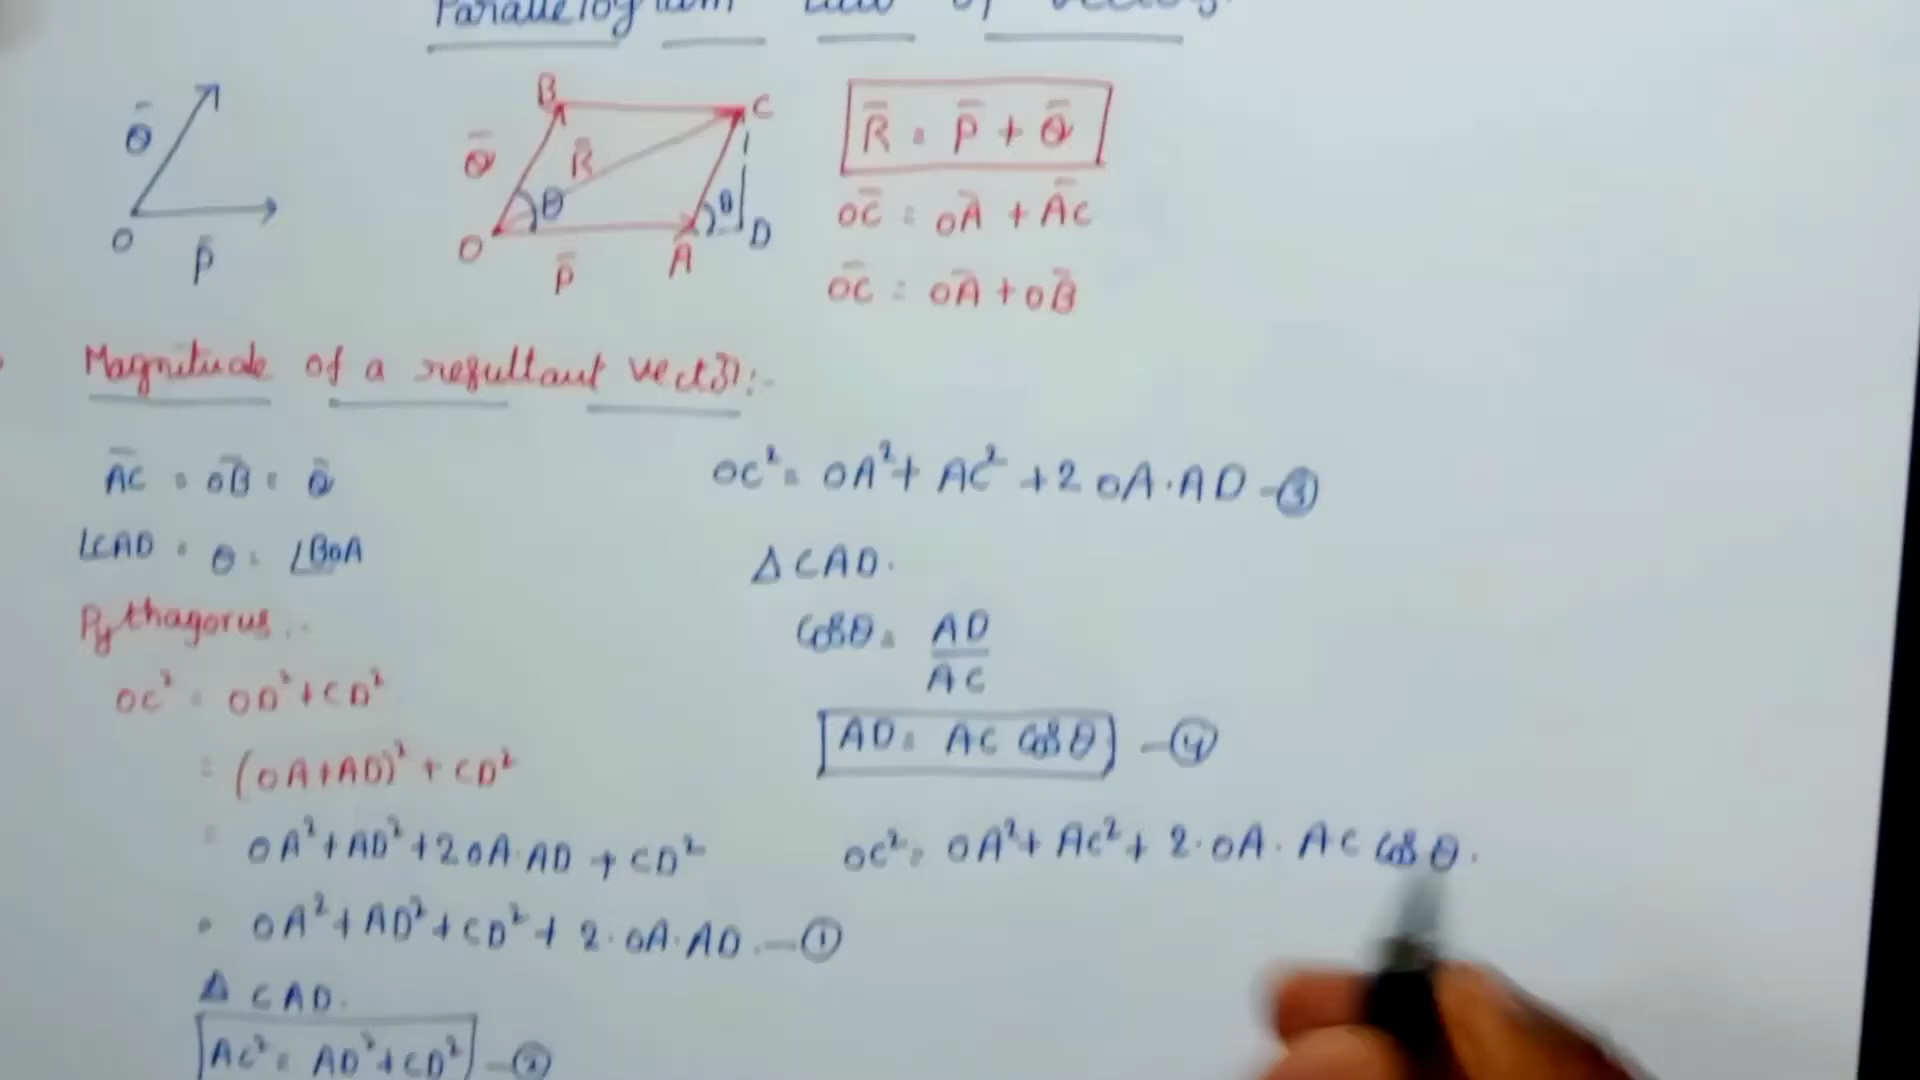 Parallelogram Law of Vectors
B
C
Q̄
Q̄
R̄
θ
θ
D
O
O
A
P̄
P̄
R̄ = P̄ + Q̄
OC̄ = OĀ + ĀC
OC̄ = OĀ + OB̄
Magnitude of a resultant vector:-
ĀC = OB̄ = Q̄
∠CAD = θ = ∠BOA
Pythagorus :-
OC² = OD² + CD²
= (OA+AD)² + CD²
= OA² + AD² + 2OA·AD + CD²
= OA² + AD² + CD² + 2·OA·AD. — ①
Δ CAD.
AC² = AD² + CD² — ②
OC² = OA² + AC² + 2 OA·AD — ③
Δ CAD.
Cosθ = AD
AC
AD = AC Cosθ — ④
OC² = OA² + AC² + 2·OA·AC Cosθ.